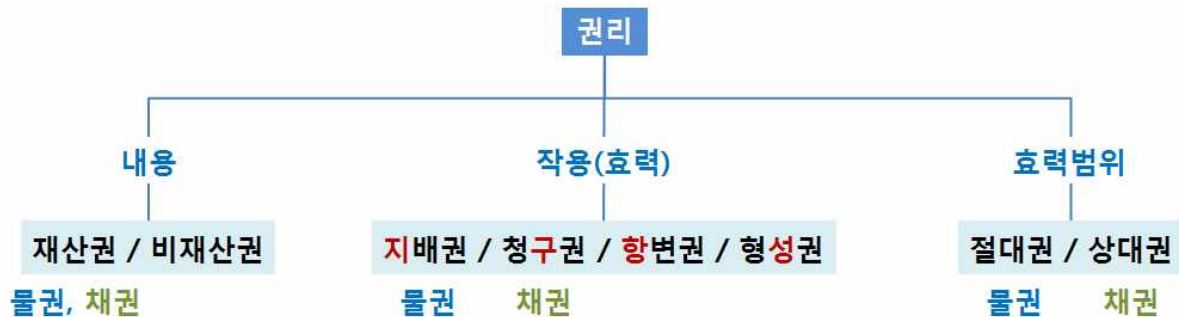 권리
내용 작용(효력) 효력범위
재산권 / 비재산권 지배권 / 청구권 / 항변권 / 형성권 절대권 / 상대권
물권, 채권 물권 채권 물권 채권